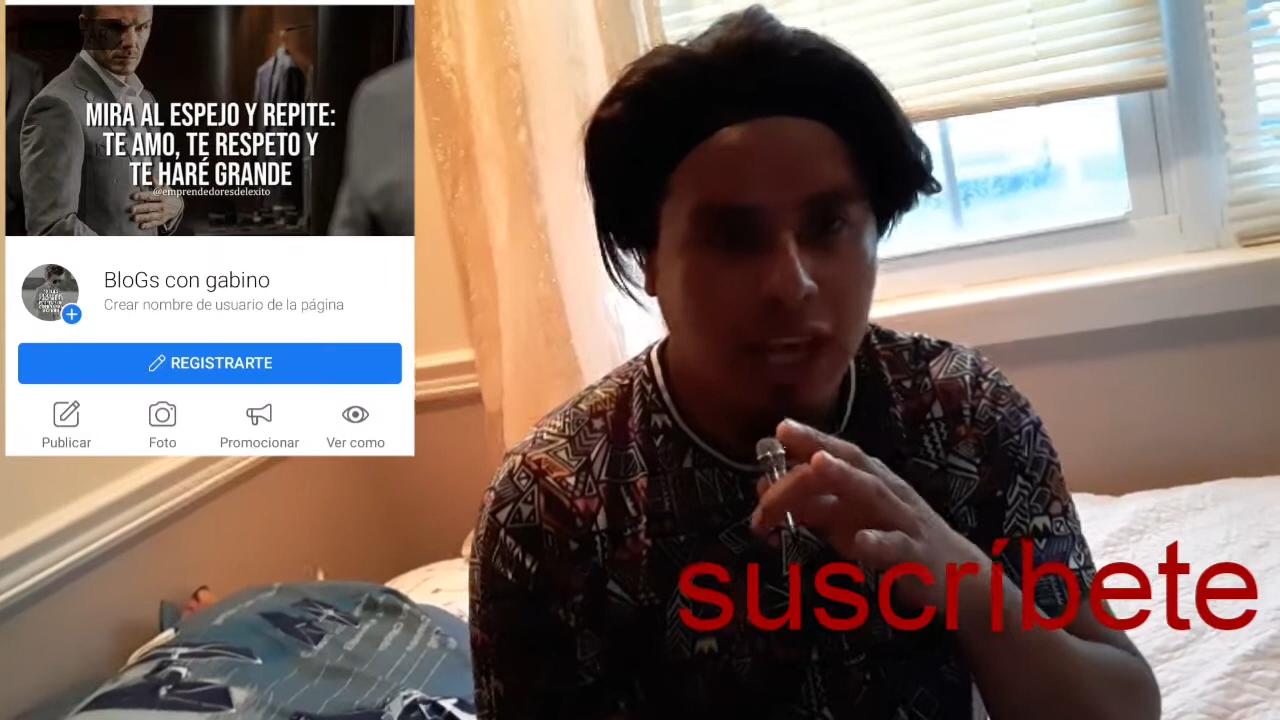 MIRA AL ESPEJO Y REPITE:
TE AMO, TE RESPETO Y
TE HARÉ GRANDE
@emprendedoresdelexito
BloGs con gabino
Crear nombre de usuario de la página
REGISTRARTE
Publicar
Foto
Promocionar
Ver como
suscríbete